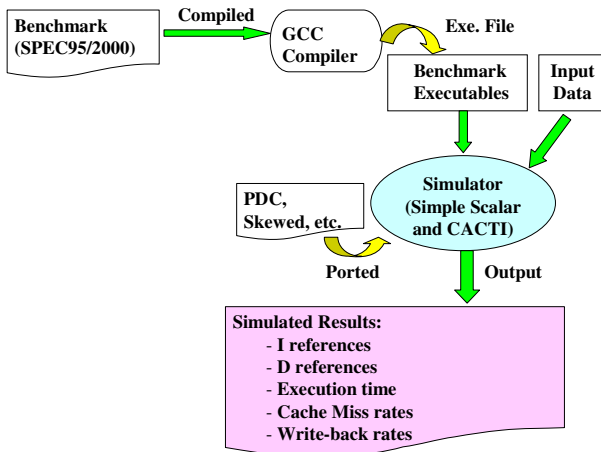 Compiled
Benchmark
(SPEC95/2000)
GCC
Compiler
Exe. File
Benchmark
Executables
Input
Data
PDC,
Skewed, etc.
Simulator
(Simple Scalar
and CACTI)
Ported
Output
Simulated Results:
- I references
- D references
- Execution time
- Cache Miss rates
- Write-back rates